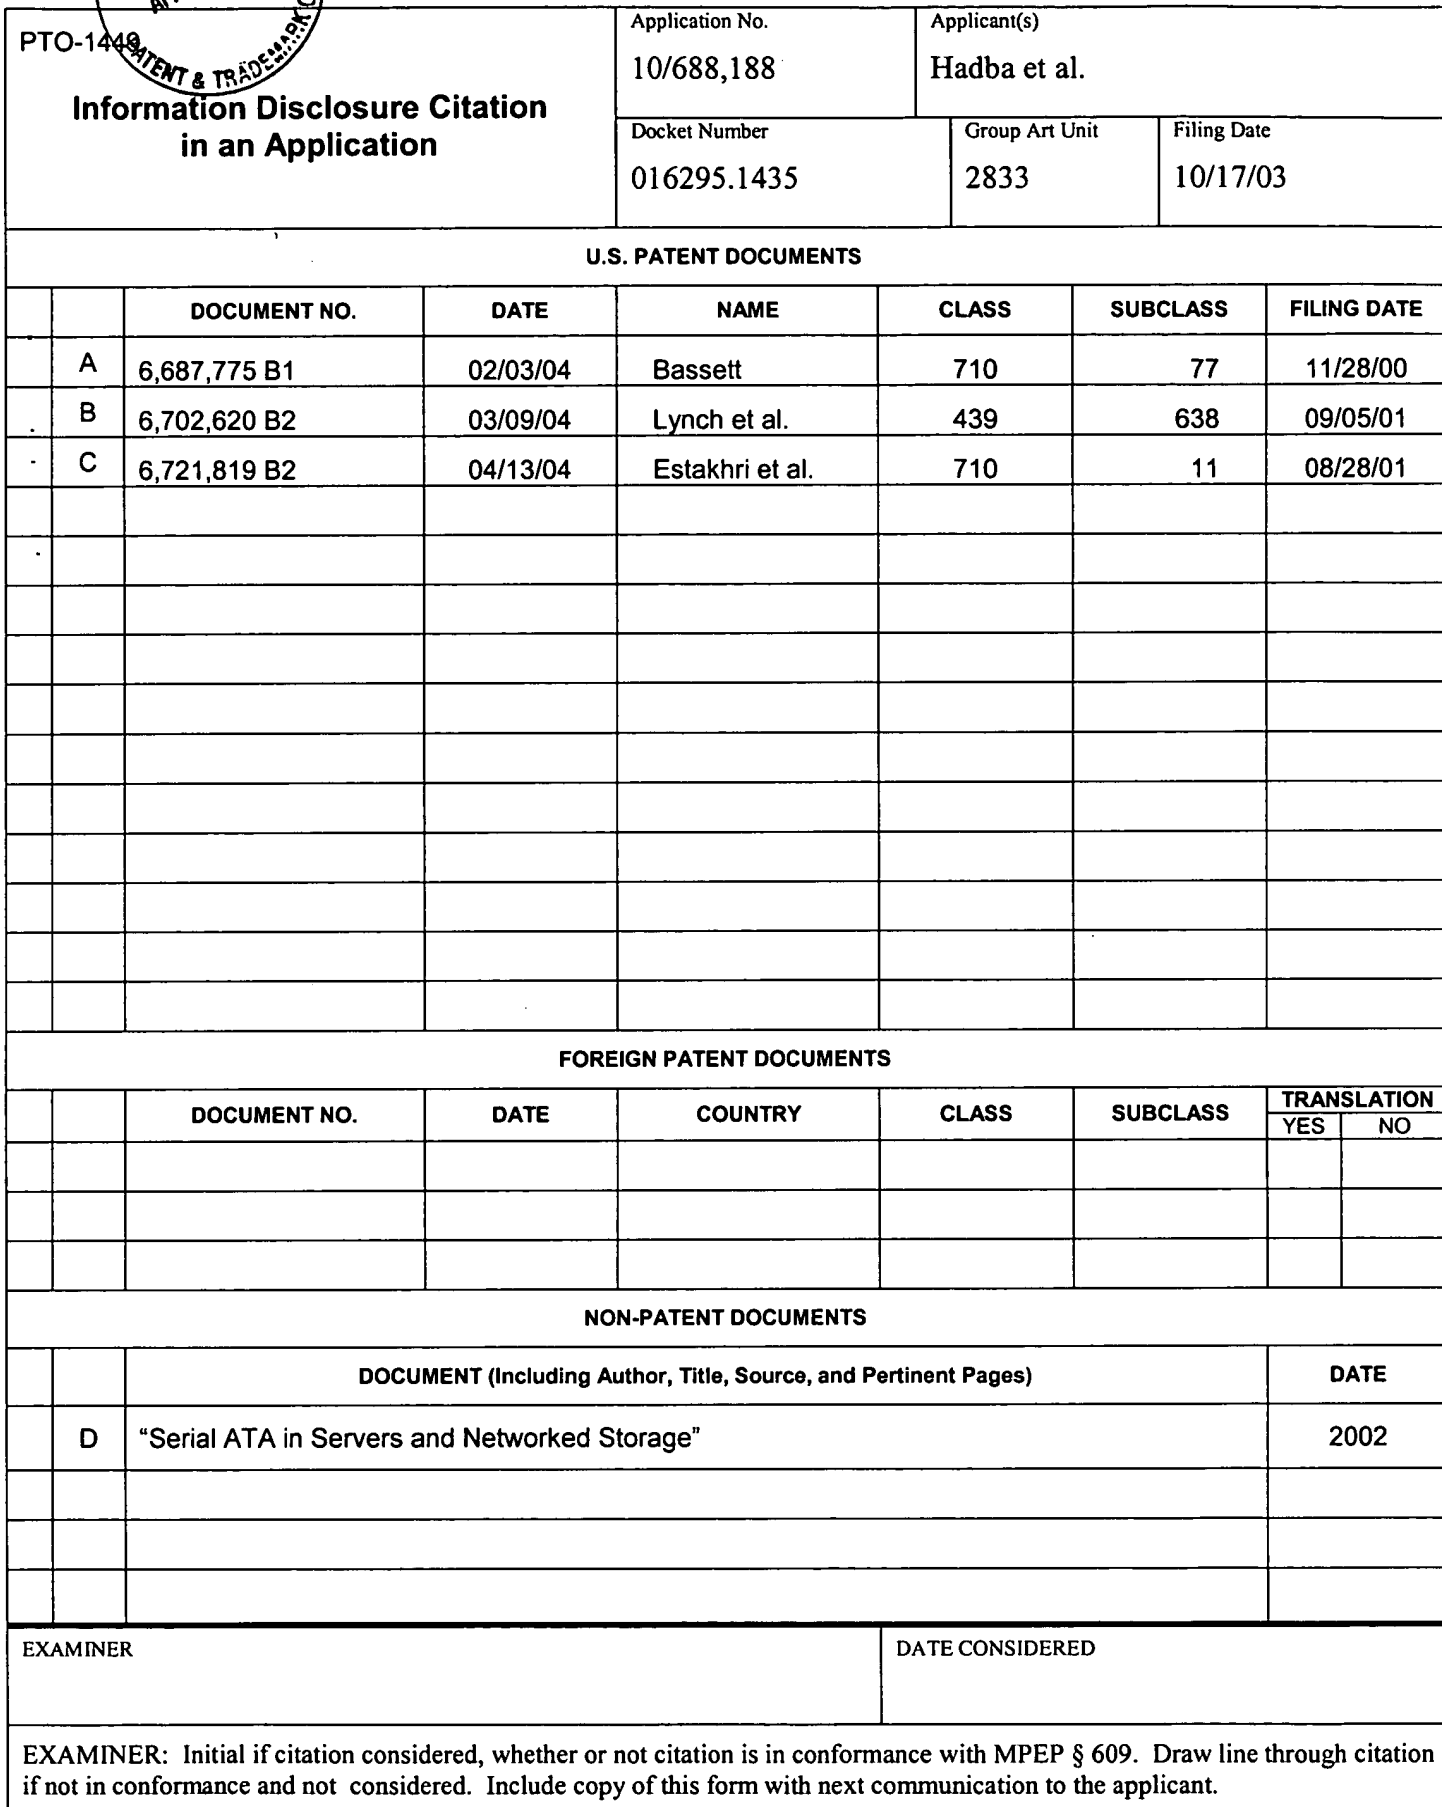 PTO-1449
PATENT & TRADEMARK
Information Disclosure Citation
in an Application
Application No.
10/688,188
Applicant(s)
Hadba et al.
Docket Number
016295.1435
Group Art Unit
2833
Filing Date
10/17/03
U.S. PATENT DOCUMENTS
DOCUMENT NO. DATE NAME CLASS SUBCLASS FILING DATE
A 6,687,775 B1 02/03/04 Bassett 710 77 11/28/00
B 6,702,620 B2 03/09/04 Lynch et al. 439 638 09/05/01
C 6,721,819 B2 04/13/04 Estakhri et al. 710 11 08/28/01
FOREIGN PATENT DOCUMENTS
DOCUMENT NO. DATE COUNTRY CLASS SUBCLASS TRANSLATION
YES NO
NON-PATENT DOCUMENTS
DOCUMENT (Including Author, Title, Source, and Pertinent Pages) DATE
D “Serial ATA in Servers and Networked Storage” 2002
EXAMINER
DATE CONSIDERED
EXAMINER: Initial if citation considered, whether or not citation is in conformance with MPEP § 609. Draw line through citation
if not in conformance and not considered. Include copy of this form with next communication to the applicant.